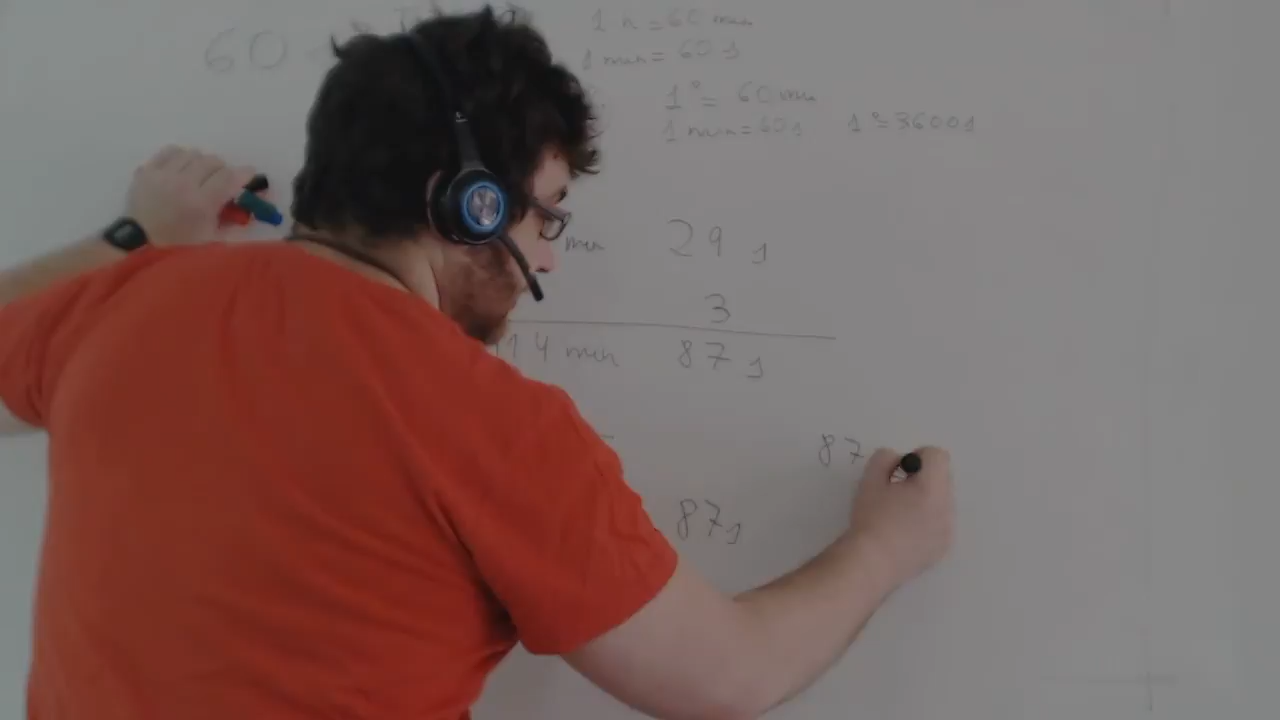 60
1 h = 60 min
1 min = 60 s
1° = 60 min
1 min = 60 s 1° = 3600 s
min 29 s
3
14 min 87 s
87
87 s